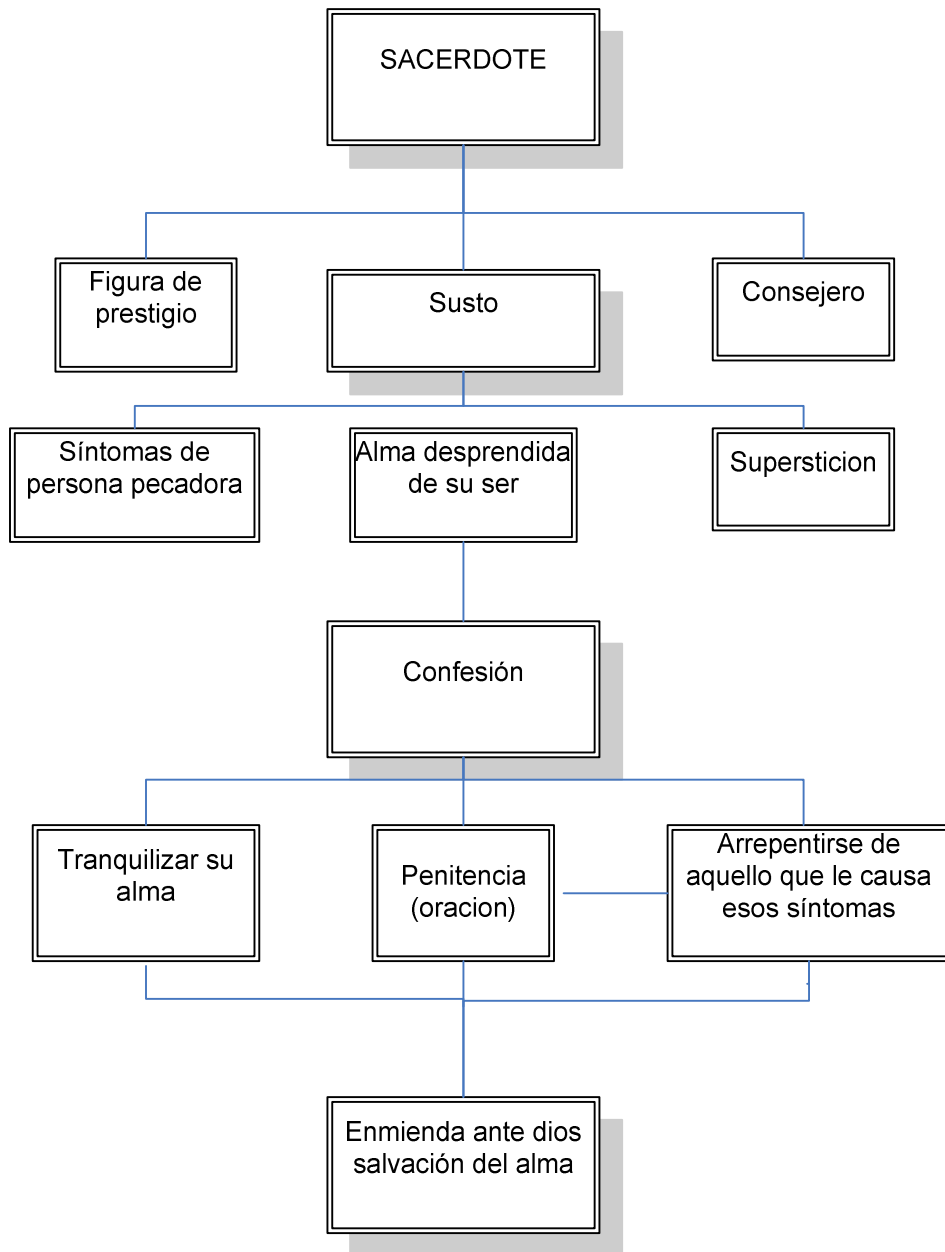 SACERDOTE
Figura de
prestigio
Susto
Consejero
Síntomas de
persona pecadora
Alma desprendida
de su ser
Supersticion
Confesión
Tranquilizar su
alma
Penitencia
(oracion)
Arrepentirse de
aquello que le causa
esos síntomas
Enmienda ante dios
salvación del alma